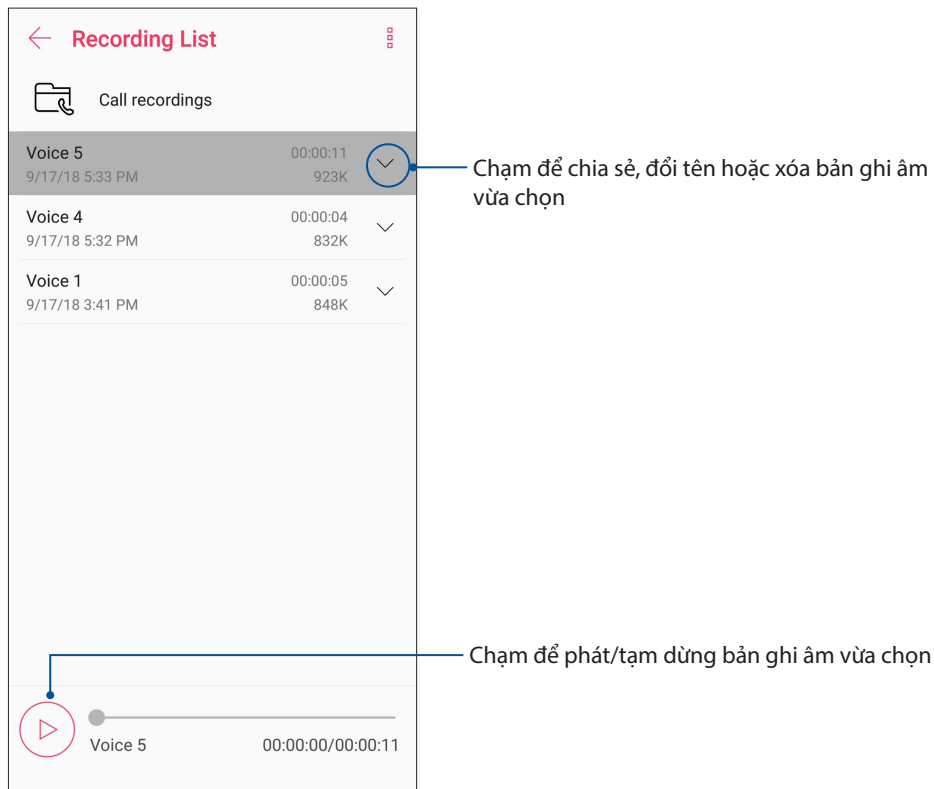 Recording List
Call recordings
Voice 5 00:00:11
9/17/18 5:33 PM 923K
Chạm để chia sẻ, đổi tên hoặc xóa bản ghi âm
vừa chọn
Voice 4 00:00:04
9/17/18 5:32 PM 832K
Voice 1 00:00:05
9/17/18 3:41 PM 848K
Chạm để phát/tạm dừng bản ghi âm vừa chọn
Voice 5 00:00:00/00:00:11